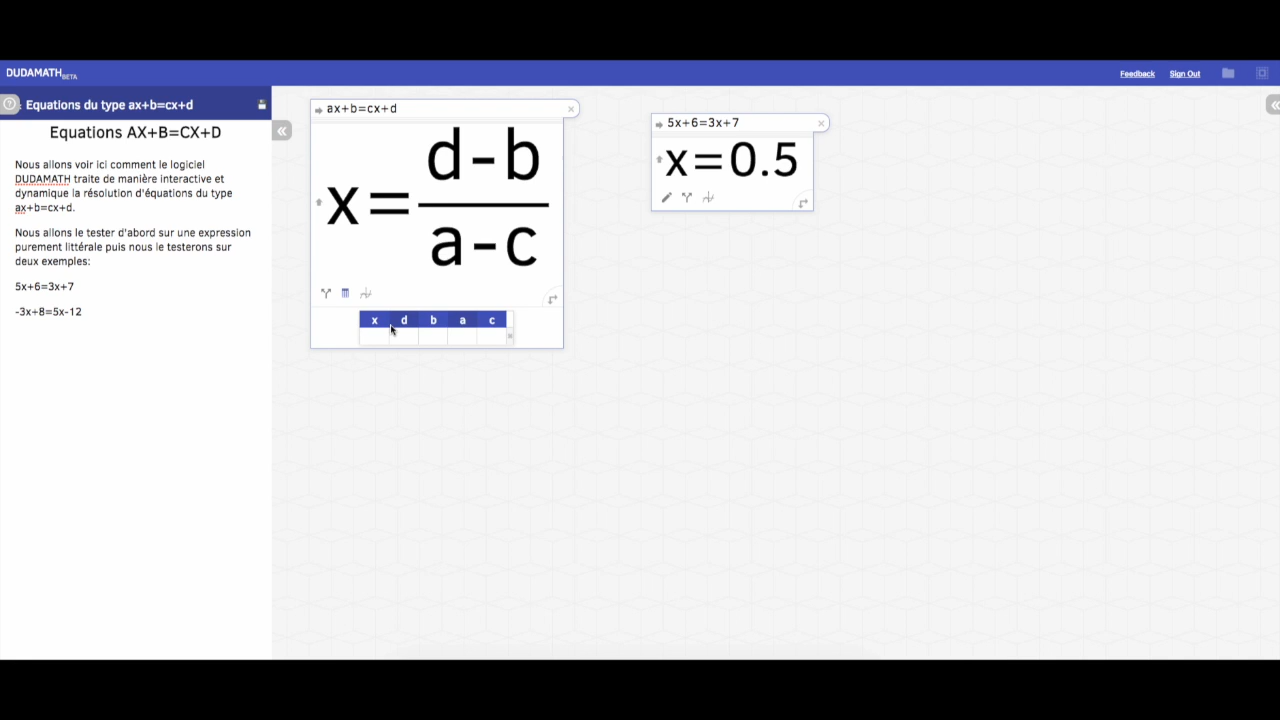 DUDAMATH BETA
Feedback
Sign Out
Equations du type ax+b=cx+d
Equations AX+B=CX+D
Nous allons voir ici comment le logiciel
DUDAMATH traite de manière interactive et
dynamique la résolution d'équations du type
ax+b=cx+d.
Nous allons le tester d'abord sur une expression
purement littérale puis nous le testerons sur
deux exemples:
5x+6=3x+7
-3x+8=5x-12
ax+b=cx+d
x=
d-b
a-c
x d b a c
5x+6=3x+7
x=0.5